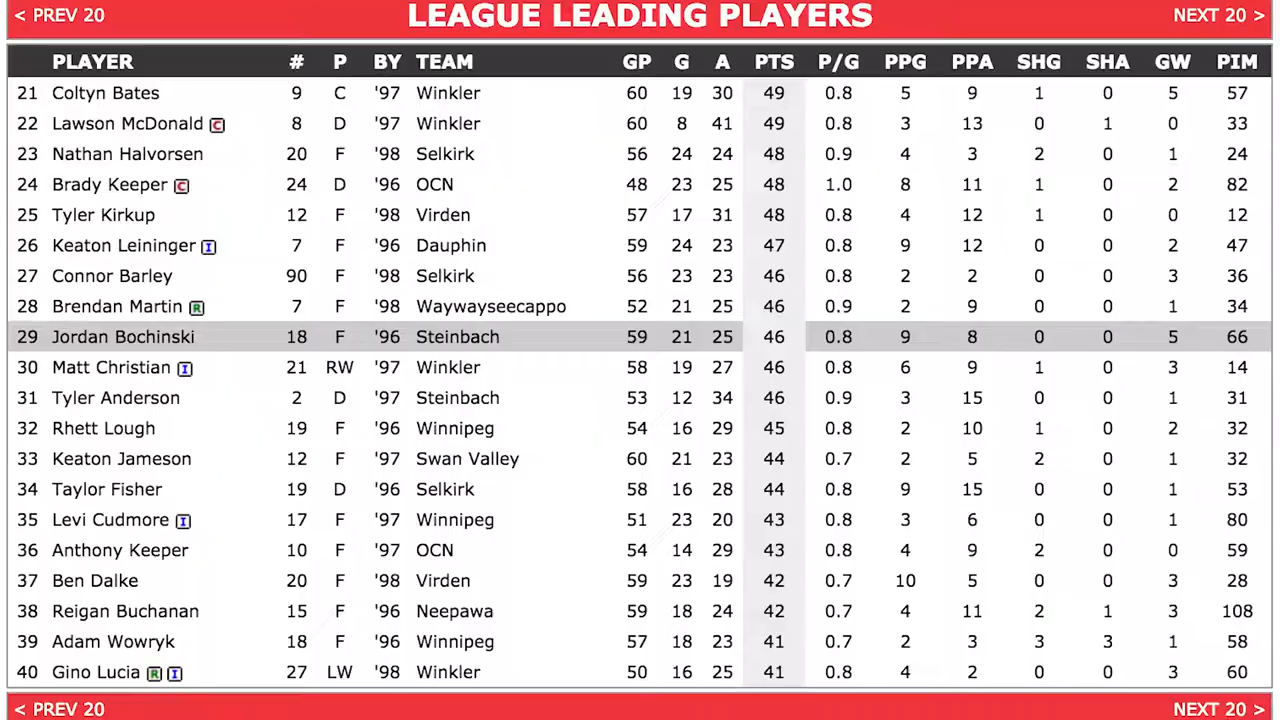 < PREV 20 LEAGUE LEADING PLAYERS NEXT 20 >
PLAYER # P BY TEAM GP G A PTS P/G PPG PPA SHG SHA GW PIM
21 Coltyn Bates 9 C '97 Winkler 60 19 30 49 0.8 5 9 1 0 5 57
22 Lawson McDonald C 8 D '97 Winkler 60 8 41 49 0.8 3 13 0 1 0 33
23 Nathan Halvorsen 20 F '98 Selkirk 56 24 24 48 0.9 4 3 2 0 1 24
24 Brady Keeper C 24 D '96 OCN 48 23 25 48 1.0 8 11 1 0 2 82
25 Tyler Kirkup 12 F '98 Virden 57 17 31 48 0.8 4 12 1 0 0 12
26 Keaton Leininger I 7 F '96 Dauphin 59 24 23 47 0.8 9 12 0 0 2 47
27 Connor Barley 90 F '98 Selkirk 56 23 23 46 0.8 2 2 0 0 3 36
28 Brendan Martin R 7 F '98 Waywayseecappo 52 21 25 46 0.9 2 9 0 0 1 34
29 Jordan Bochinski 18 F '96 Steinbach 59 21 25 46 0.8 9 8 0 0 5 66
30 Matt Christian I 21 RW '97 Winkler 58 19 27 46 0.8 6 9 1 0 3 14
31 Tyler Anderson 2 D '97 Steinbach 53 12 34 46 0.9 3 15 0 0 1 31
32 Rhett Lough 19 F '96 Winnipeg 54 16 29 45 0.8 2 10 1 0 2 32
33 Keaton Jameson 12 F '97 Swan Valley 60 21 23 44 0.7 2 5 2 0 1 32
34 Taylor Fisher 19 D '96 Selkirk 58 16 28 44 0.8 9 15 0 0 1 53
35 Levi Cudmore I 17 F '97 Winnipeg 51 23 20 43 0.8 3 6 0 0 1 80
36 Anthony Keeper 10 F '97 OCN 54 14 29 43 0.8 4 9 2 0 0 59
37 Ben Dalke 20 F '98 Virden 59 23 19 42 0.7 10 5 0 0 3 28
38 Reigan Buchanan 15 F '96 Neepawa 59 18 24 42 0.7 4 11 2 1 3 108
39 Adam Wowryk 18 F '96 Winnipeg 57 18 23 41 0.7 2 3 3 3 1 58
40 Gino Lucia R I 27 LW '98 Winkler 50 16 25 41 0.8 4 2 0 0 3 60
< PREV 20 NEXT 20 >